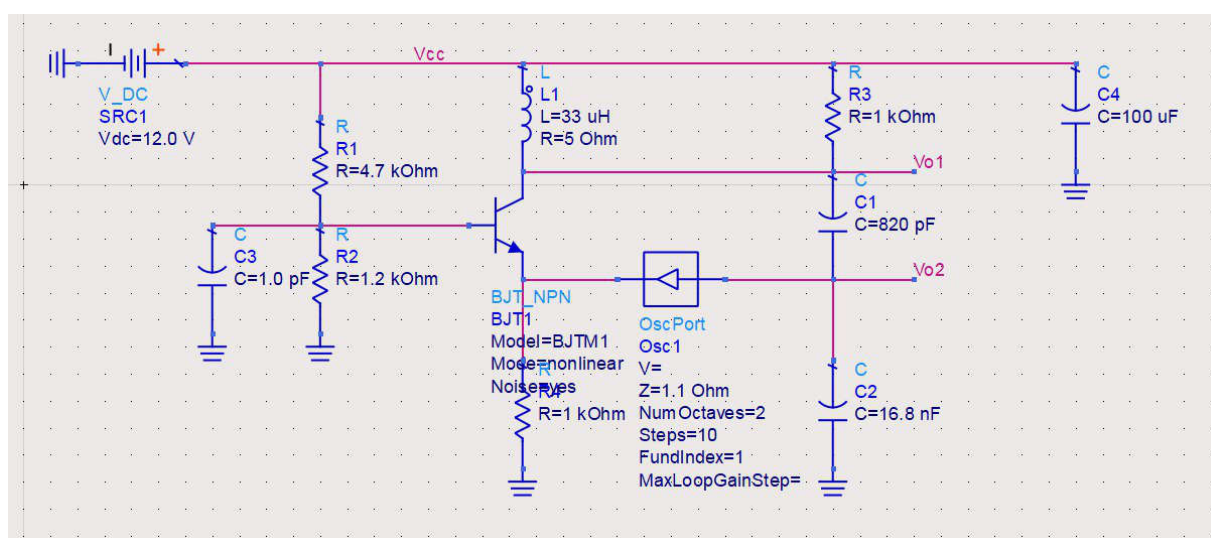 Vcc
V_DC
SRC1
Vdc=12.0 V
R
R1
R=4.7 kOhm
L
L1
L=33 uH
R=5 Ohm
R
R3
R=1 kOhm
C
C4
C=100 uF
Vo1
C
C1
C=820 pF
C
C3
C=1.0 pF
R
R2
R=1.2 kOhm
Vo2
BJT_NPN
BJT1
Model=BJTM1
Mode=nonlinear
Noise=yes
R
R4
R=1 kOhm
OscPort
Osc1
V=
Z=1.1 Ohm
NumOctaves=2
Steps=10
FundIndex=1
MaxLoopGainStep=
C
C2
C=16.8 nF